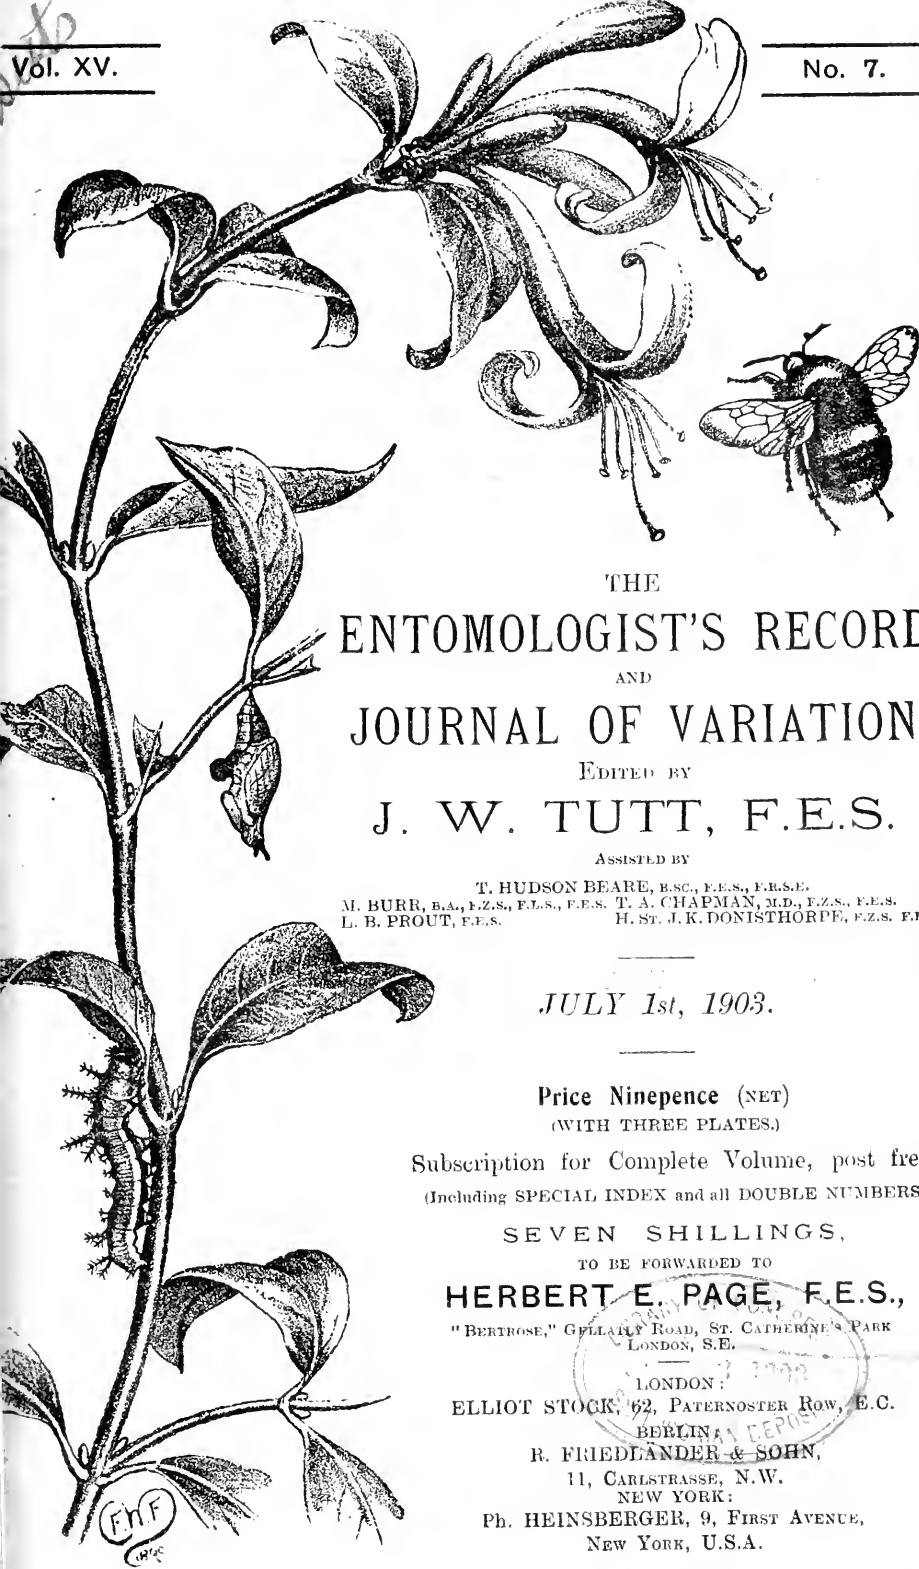 Vol. XV.
No. 7.
THE
ENTOMOLOGIST'S RECORD
AND
JOURNAL OF VARIATION
EDITED BY
J. W. TUTT, F.E.S.
ASSISTED BY
T. HUDSON BEARE, B.SC., F.E.S., F.R.S.E.
M. BURR, B.A., F.Z.S., F.L.S., F.E.S. T. A. CHAPMAN, M.D., F.Z.S., F.E.S.
L. B. PROUT, F.E.S. H. ST. J. K. DONISTHORPE, F.Z.S.
JULY 1st, 1903.
Price Ninepence (NET)
(WITH THREE PLATES.)
Subscription for Complete Volume, post fre
(Including SPECIAL INDEX and all DOUBLE NUMBERS
SEVEN SHILLINGS,
TO BE FORWARDED TO
HERBERT E. PAGE, F.E.S.,
"BERTROSE," GELLATLY ROAD, ST. CATHERINE'S PARK
LONDON, S.E.
LONDON:
ELLIOT STOCK, 62, PATERNOSTER ROW, E.C.
BERLIN:
R. FRIEDLÄNDER & SOHN,
11, CARLSTRASSE, N.W.
NEW YORK:
Ph. HEINSBERGER, 9, FIRST AVENUE,
NEW YORK, U.S.A.
F.N.F